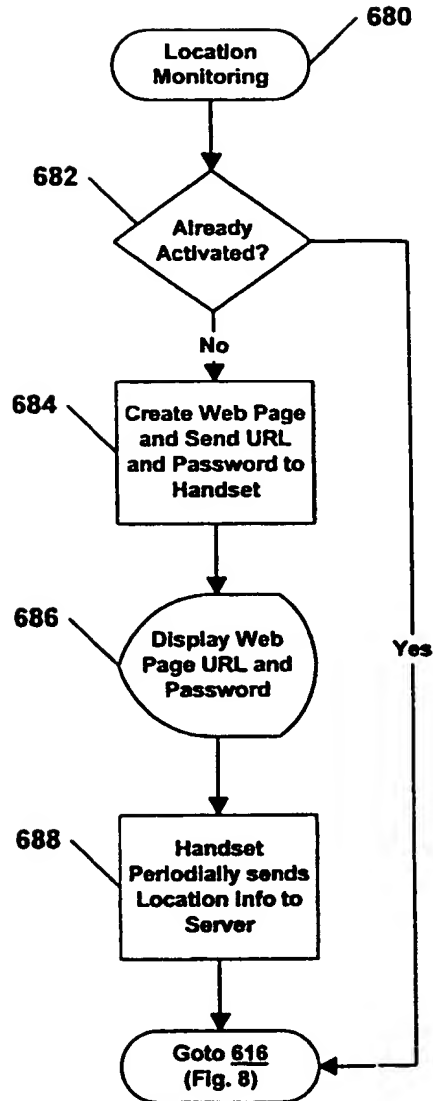 680
Location
Monitoring
682
Already
Activated?
No
684
Create Web Page
and Send URL
and Password to
Handset
686
Display Web
Page URL and
Password
Yes
688
Handset
Periodially sends
Location Info to
Server
Goto 616
(Fig. 8)